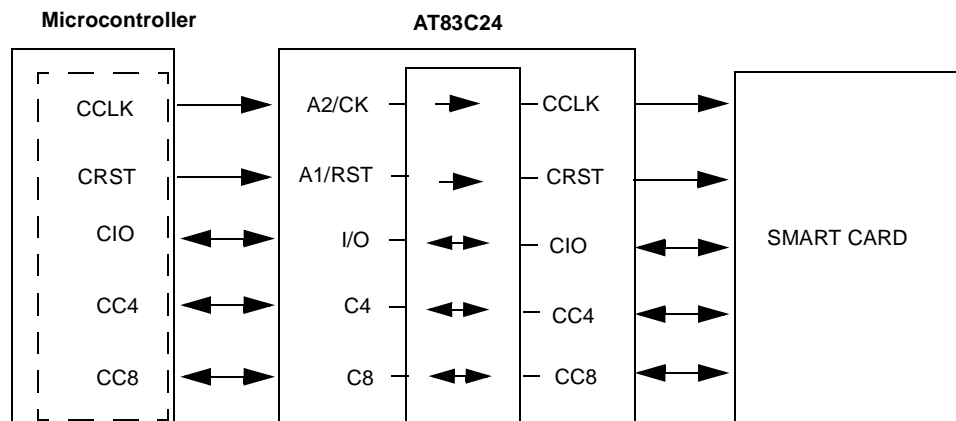 Microcontroller
AT83C24
CCLK A2/CK CCLK
CRST A1/RST CRST
CIO I/O CIO SMART CARD
CC4 C4 CC4
CC8 C8 CC8